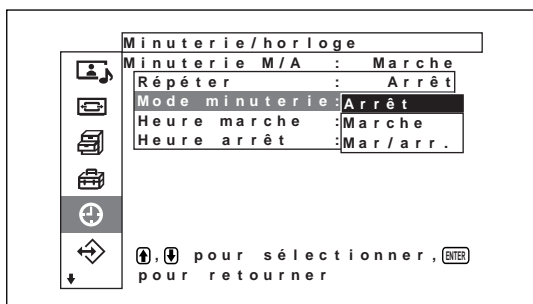 Minuterie/horloge
Minuterie M/A : Marche
Répéter : Arrêt
Mode minuterie: Arrêt
Heure marche : Marche
Heure arrêt : Mar/arr.
, pour sélectionner, ENTER
pour retourner